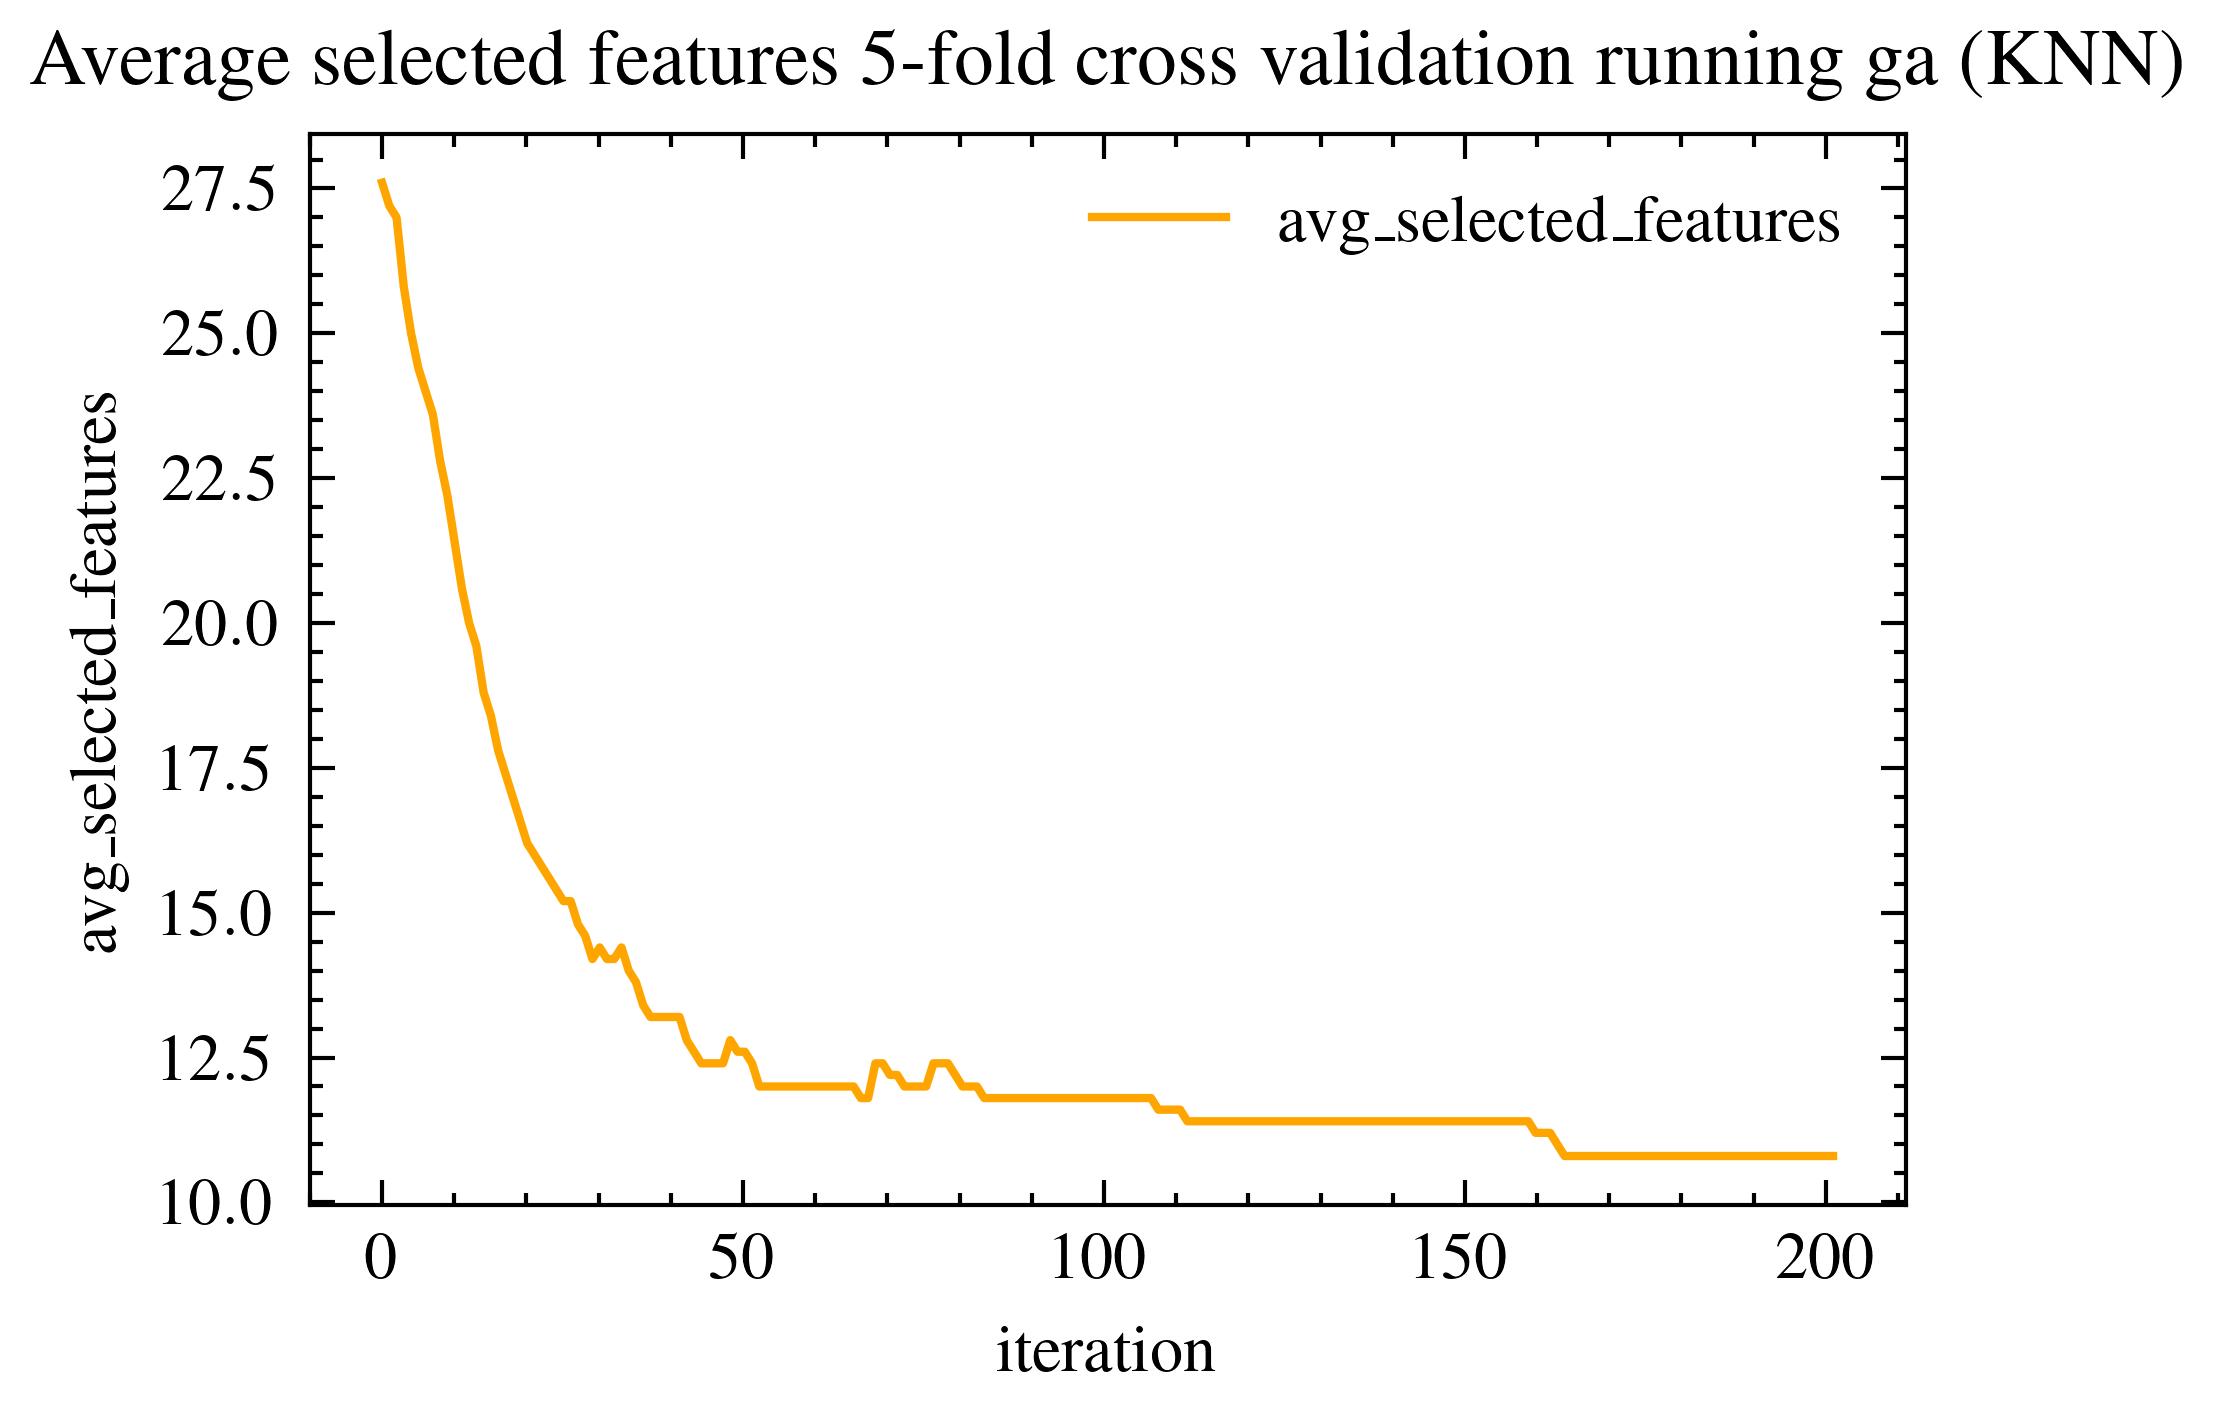 Average selected features 5-fold cross validation running ga (KNN)
avg_selected_features
27.5
25.0
22.5
20.0
17.5
15.0
12.5
10.0
avg_selected_features
0 50 100 150 200
iteration